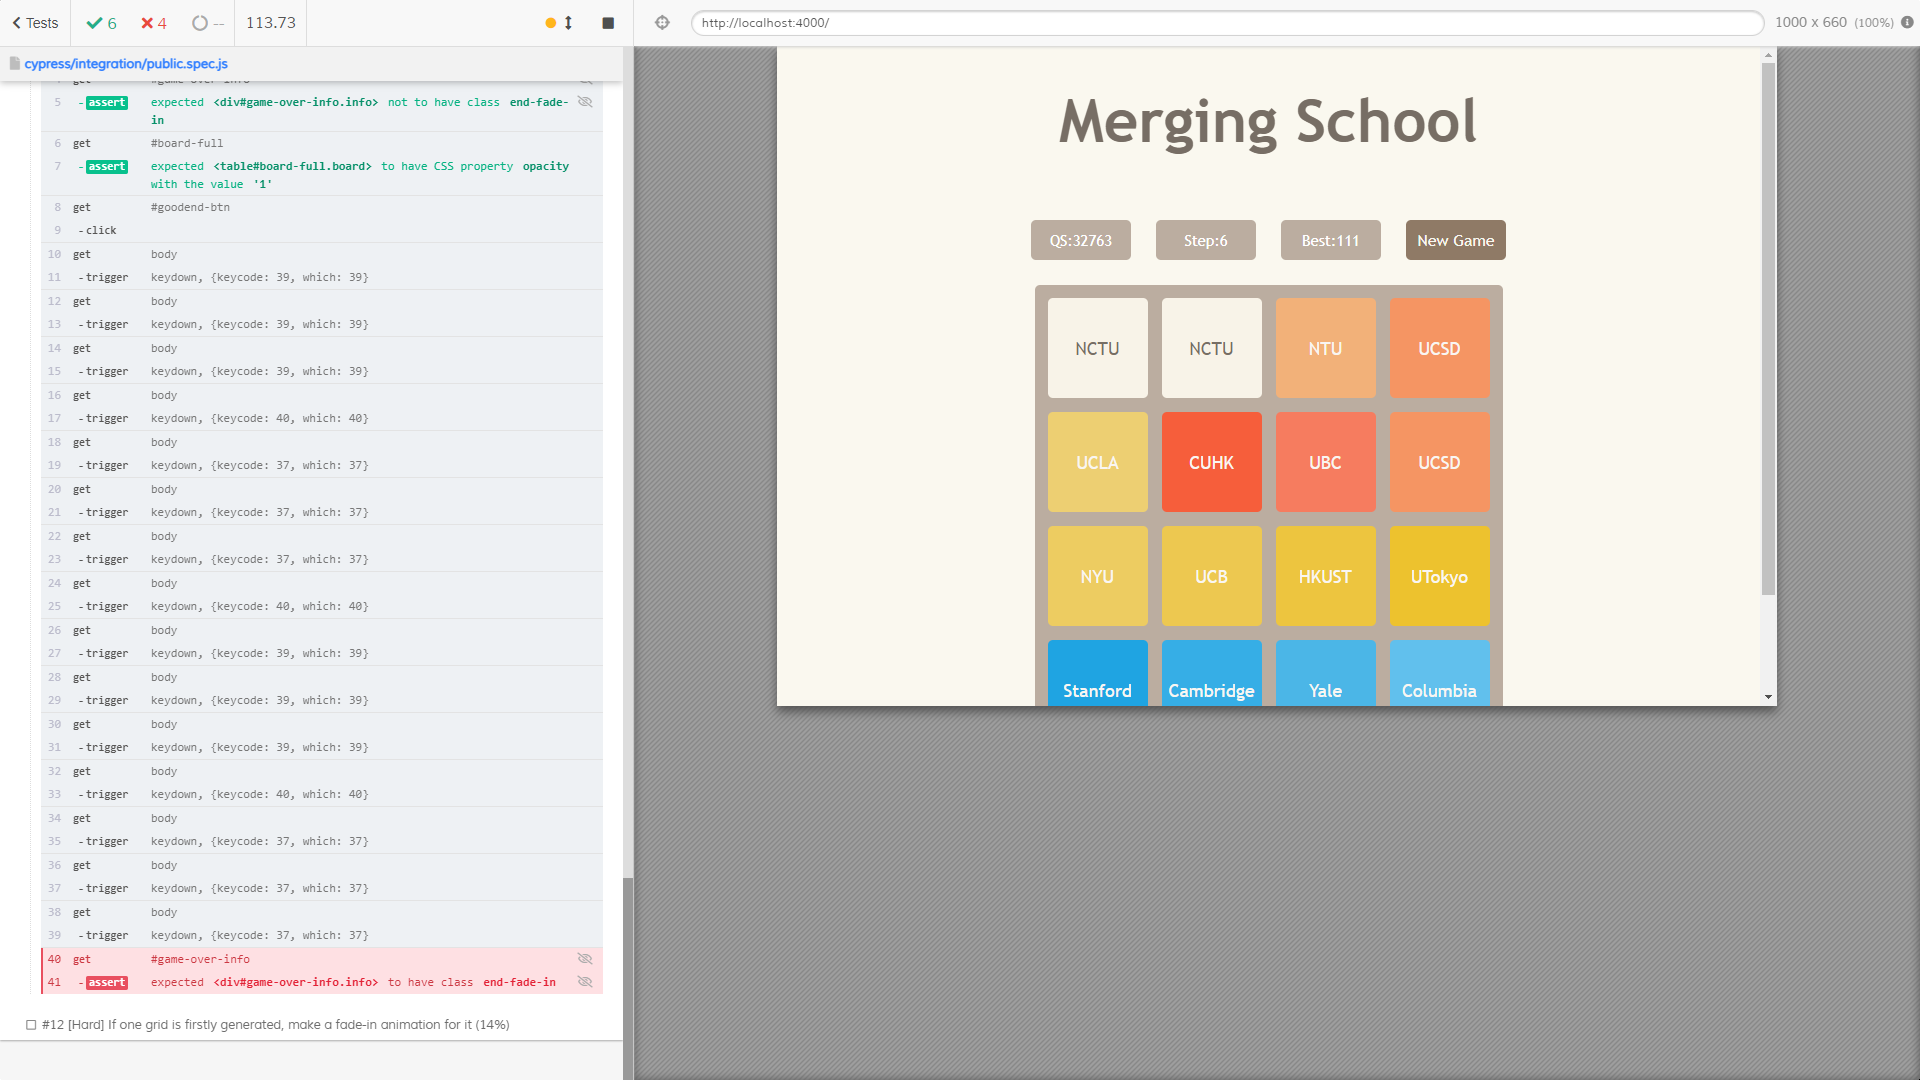 Tests
6
4
--
113.73
http://localhost:4000/
1000 x 660 (100%)
cypress/integration/public.spec.js
5 -assert expected <div#game-over-info.info> not to have class end-fade-
in
6 get #board-full
7 -assert expected <table#board-full.board> to have CSS property opacity
with the value '1'
8 get #goodend-btn
9 -click
10 get body
11 -trigger keydown, {keycode: 39, which: 39}
12 get body
13 -trigger keydown, {keycode: 39, which: 39}
14 get body
15 -trigger keydown, {keycode: 39, which: 39}
16 get body
17 -trigger keydown, {keycode: 40, which: 40}
18 get body
19 -trigger keydown, {keycode: 37, which: 37}
20 get body
21 -trigger keydown, {keycode: 37, which: 37}
22 get body
23 -trigger keydown, {keycode: 37, which: 37}
24 get body
25 -trigger keydown, {keycode: 40, which: 40}
26 get body
27 -trigger keydown, {keycode: 39, which: 39}
28 get body
29 -trigger keydown, {keycode: 39, which: 39}
30 get body
31 -trigger keydown, {keycode: 39, which: 39}
32 get body
33 -trigger keydown, {keycode: 40, which: 40}
34 get body
35 -trigger keydown, {keycode: 37, which: 37}
36 get body
37 -trigger keydown, {keycode: 37, which: 37}
38 get body
39 -trigger keydown, {keycode: 37, which: 37}
40 get #game-over-info
41 -assert expected <div#game-over-info.info> to have class end-fade-in
#12 [Hard] If one grid is firstly generated, make a fade-in animation for it (14%)
Merging School
QS:32763 Step:6 Best:111 New Game
NCTU NCTU NTU UCSD
UCLA CUHK UBC UCSD
NYU UCB HKUST UTokyo
Stanford Cambridge Yale Columbia